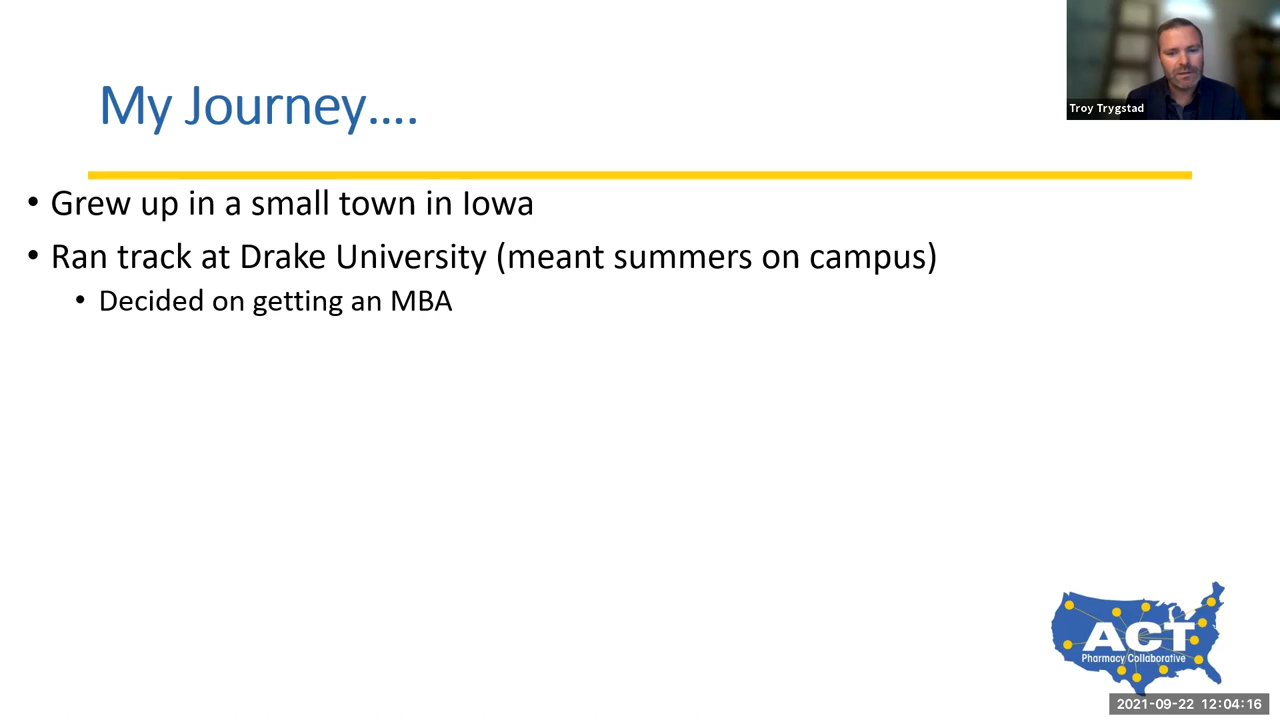 Troy Trygstad
My Journey....
• Grew up in a small town in Iowa
• Ran track at Drake University (meant summers on campus)
• Decided on getting an MBA
ACT
Pharmacy Collaborative
2021-09-22 12:04:16